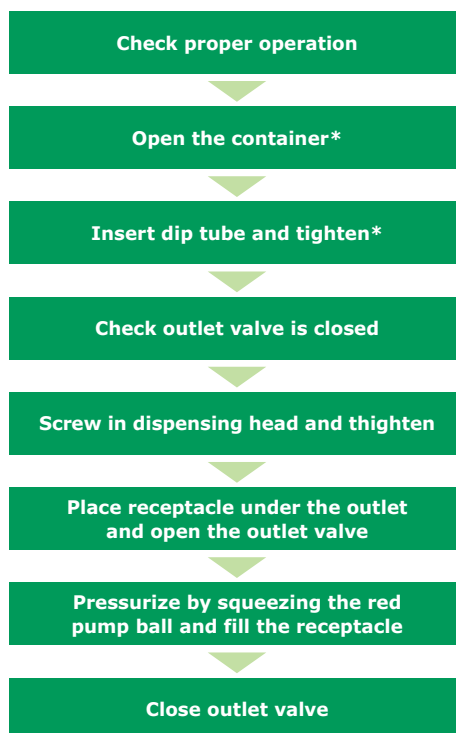 Check proper operation
Open the container*
Insert dip tube and tighten*
Check outlet valve is closed
Screw in dispensing head and thighten
Place receptacle under the outlet
and open the outlet valve
Pressurize by squeezing the red
pump ball and fill the receptacle
Close outlet valve